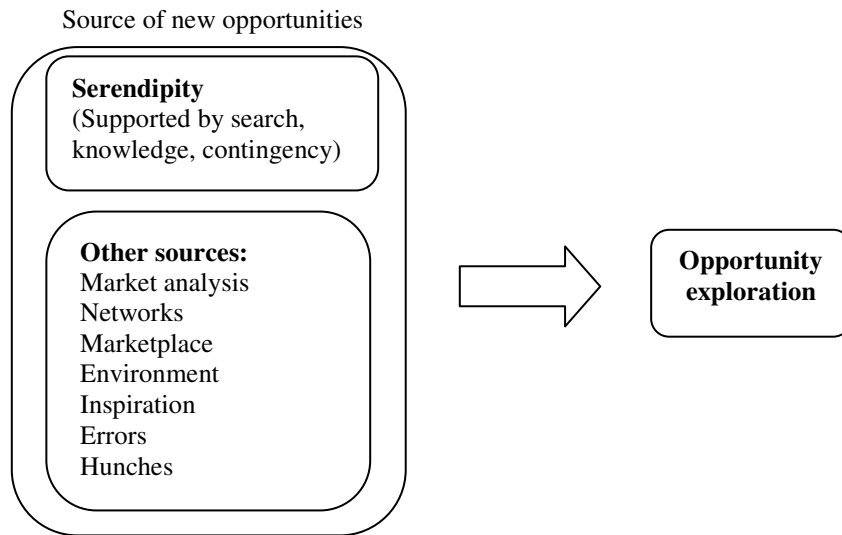 Source of new opportunities
Serendipity
(Supported by search,
knowledge, contingency)
Other sources:
Market analysis
Networks
Marketplace
Environment
Inspiration
Errors
Hunches
Opportunity
exploration